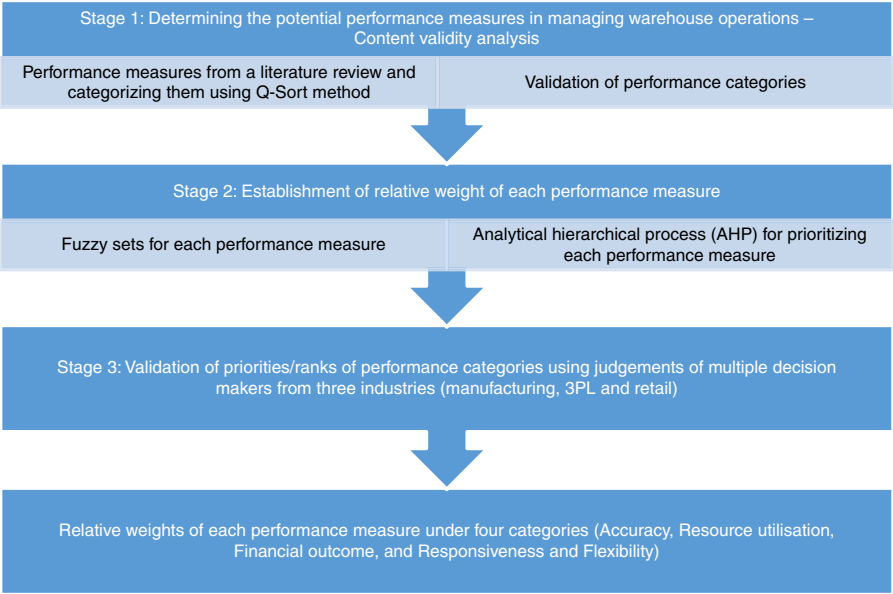 Stage 1: Determining the potential performance measures in managing warehouse operations –
Content validity analysis
Performance measures from a literature review and
categorizing them using Q-Sort method
Validation of performance categories
Stage 2: Establishment of relative weight of each performance measure
Fuzzy sets for each performance measure
Analytical hierarchical process (AHP) for prioritizing
each performance measure
Stage 3: Validation of priorities/ranks of performance categories using judgements of multiple decision
makers from three industries (manufacturing, 3PL and retail)
Relative weights of each performance measure under four categories (Accuracy, Resource utilisation,
Financial outcome, and Responsiveness and Flexibility)